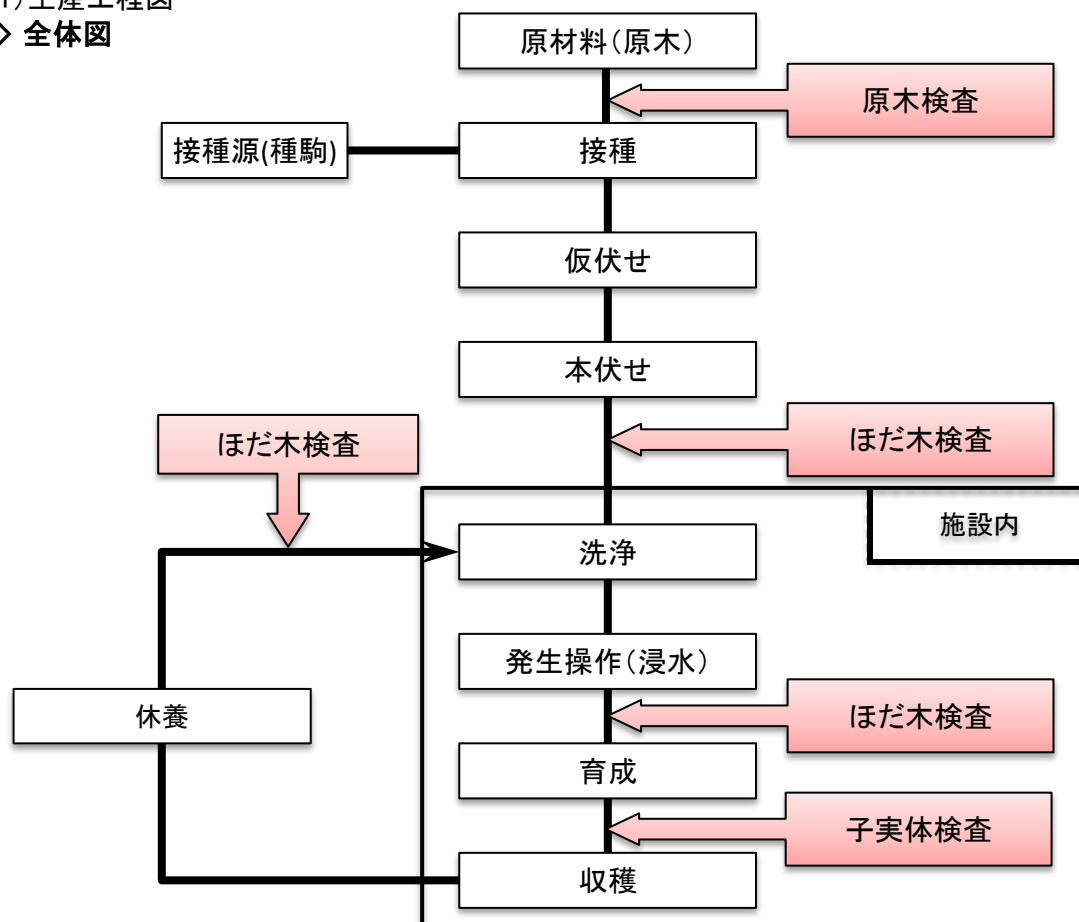 生産工程図
全体図
原材料（原木）
原木検査
接種源(種駒)
接種
仮伏せ
本伏せ
ほだ木検査
ほだ木検査
施設内
洗浄
発生操作（浸水）
休養
ほだ木検査
育成
子実体検査
収穫